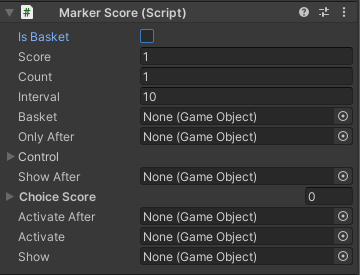 # Marker Score (Script)
Is Basket
Score 1
Count 1
Interval 10
Basket None (Game Object)
Only After None (Game Object)
Control
Show After None (Game Object)
Choice Score 0
Activate After None (Game Object)
Activate None (Game Object)
Show None (Game Object)